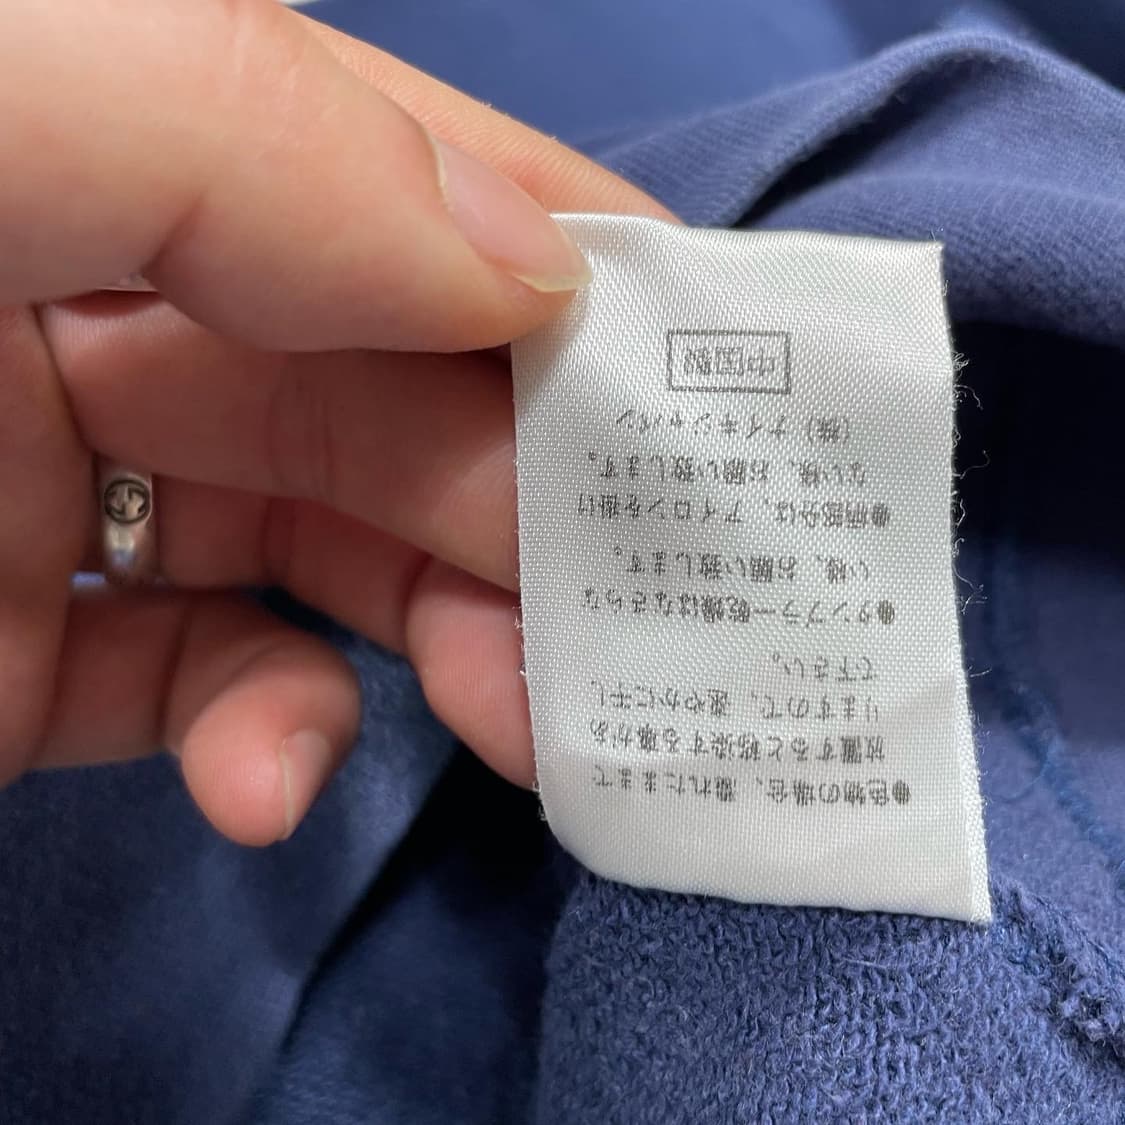 ●色物の場合、濡れたままで
放置すると移染する事があ
りますので、速やかに干し
て下さい。
●タンブラー乾燥はなさらな
い様、お願い致します。
●柄部分は、アイロンを掛け
ない様、お願い致します。
(株)ナイキジャパン
中国製